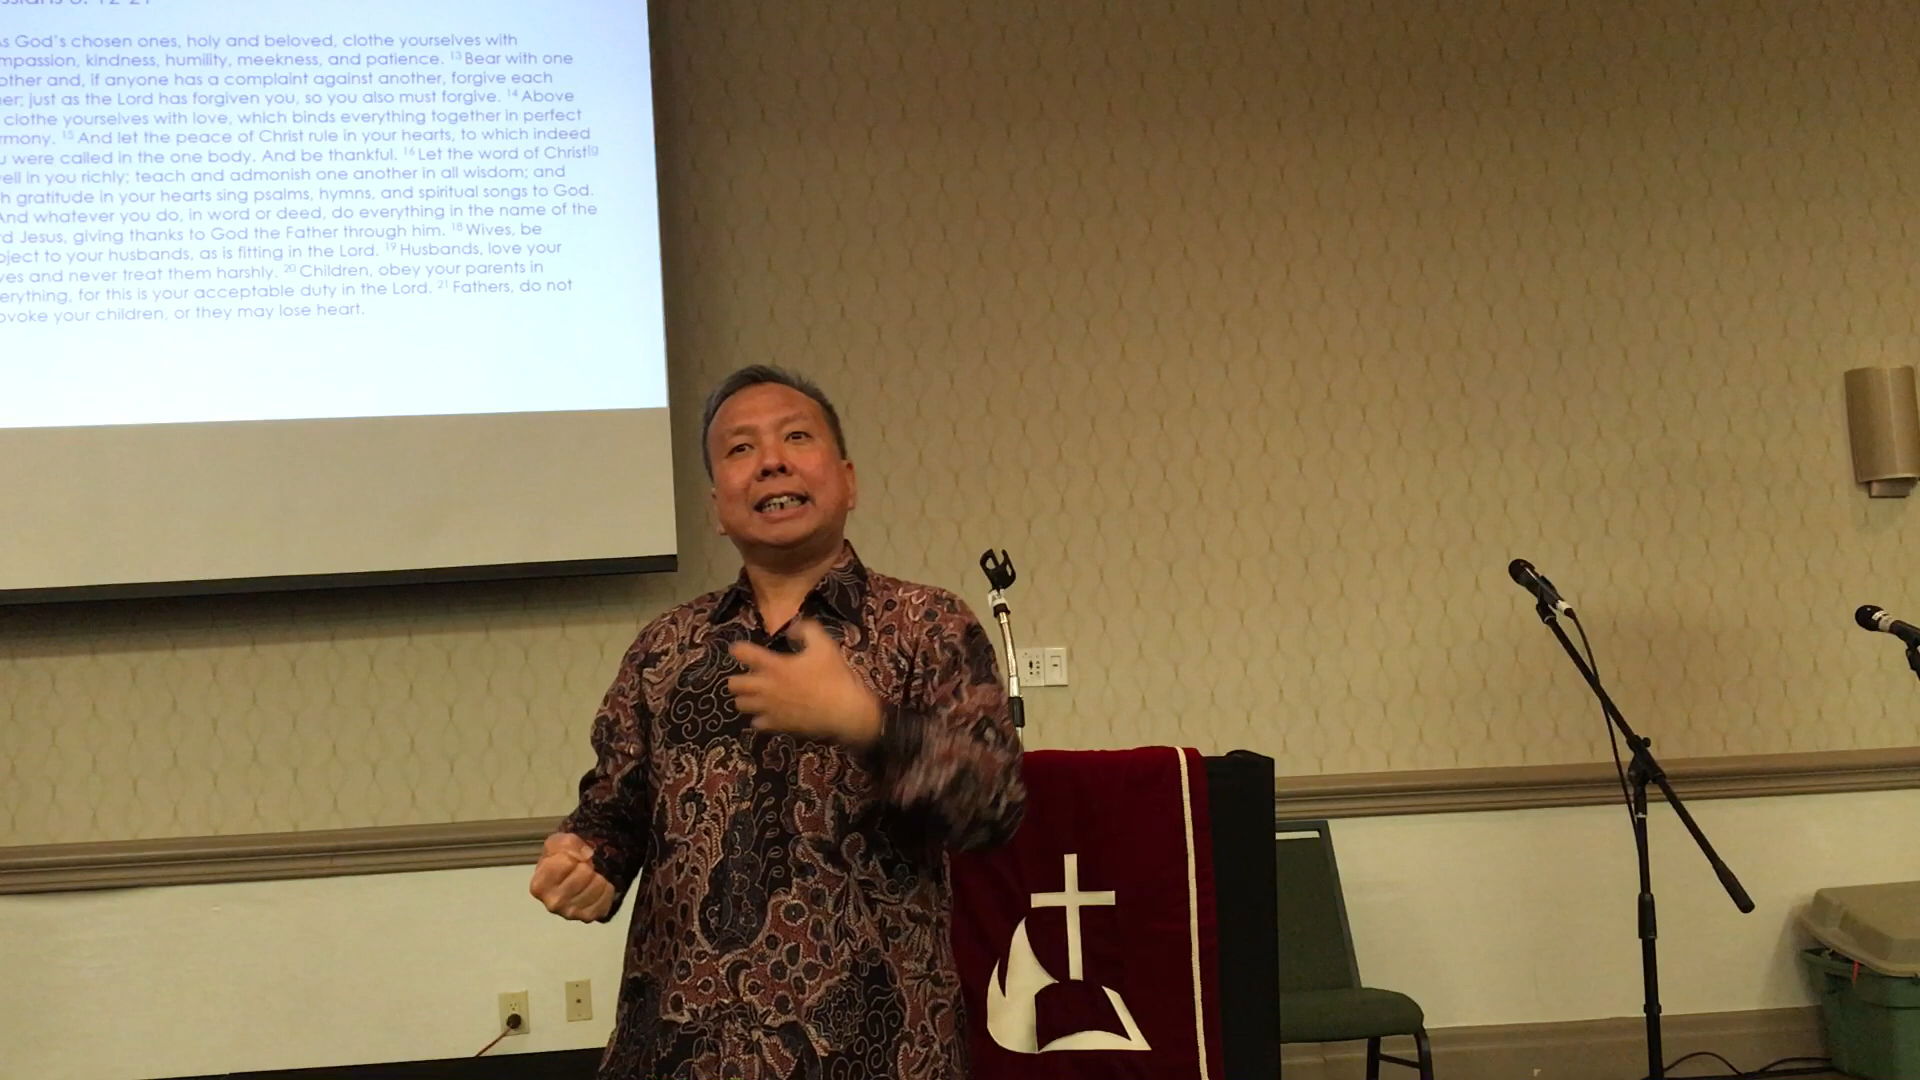 ssians 3: 12-21
s God's chosen ones, holy and beloved, clothe yourselves with
mpassion, kindness, humility, meekness, and patience. 13 Bear with one
other and, if anyone has a complaint against another, forgive each
er; just as the Lord has forgiven you, so you also must forgive. 14 Above
clothe yourselves with love, which binds everything together in perfect
rmony. 15 And let the peace of Christ rule in your hearts, to which indeed
u were called in the one body. And be thankful. 16 Let the word of Christ[g]
ell in you richly; teach and admonish one another in all wisdom; and
h gratitude in your hearts sing psalms, hymns, and spiritual songs to God.
And whatever you do, in word or deed, do everything in the name of the
rd Jesus, giving thanks to God the Father through him. 18 Wives, be
bject to your husbands, as is fitting in the Lord. 19 Husbands, love your
ves and never treat them harshly. 20 Children, obey your parents in
erything, for this is your acceptable duty in the Lord. 21 Fathers, do not
ovoke your children, or they may lose heart.